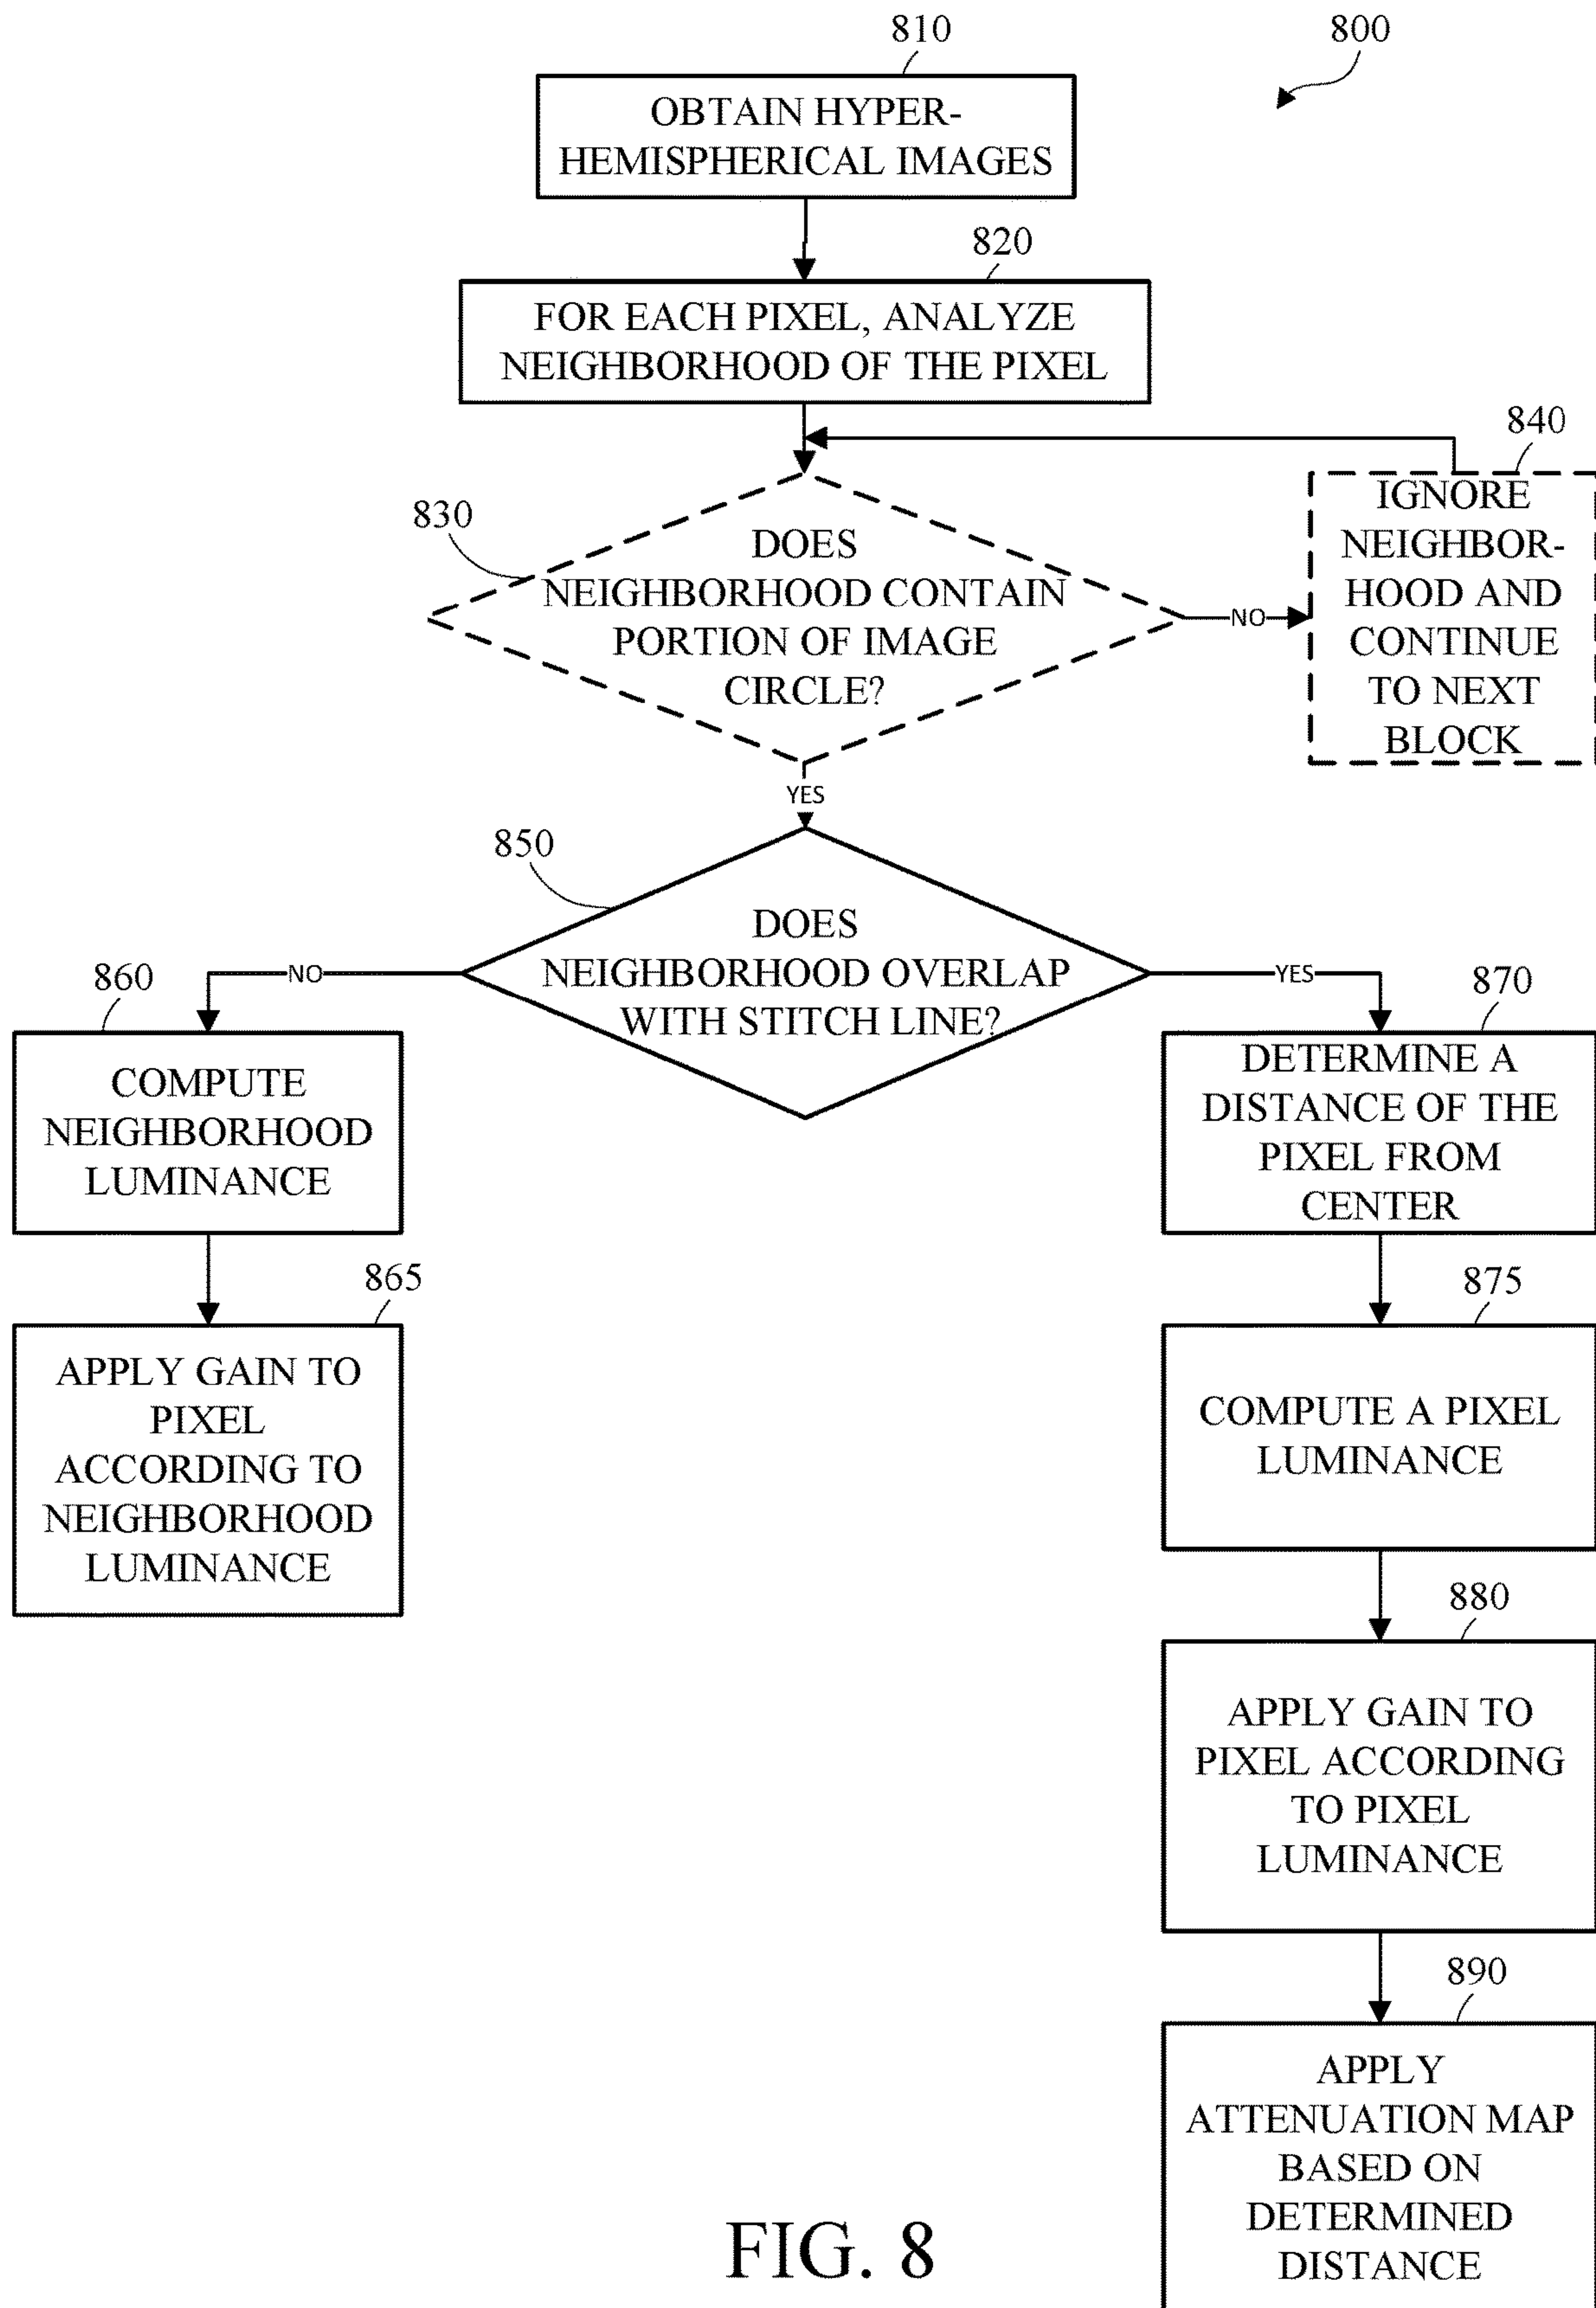 810
800
OBTAIN HYPER-
HEMISPHERICAL IMAGES
820
FOR EACH PIXEL, ANALYZE
NEIGHBORHOOD OF THE PIXEL
840
IGNORE
NEIGHBOR-
HOOD AND
CONTINUE
TO NEXT
BLOCK
830
DOES
NEIGHBORHOOD CONTAIN
PORTION OF IMAGE
CIRCLE?
NO
YES
850
DOES
NEIGHBORHOOD OVERLAP
WITH STITCH LINE?
NO
YES
860
COMPUTE
NEIGHBORHOOD
LUMINANCE
865
APPLY GAIN TO
PIXEL
ACCORDING TO
NEIGHBORHOOD
LUMINANCE
870
DETERMINE A
DISTANCE OF THE
PIXEL FROM
CENTER
875
COMPUTE A PIXEL
LUMINANCE
880
APPLY GAIN TO
PIXEL ACCORDING
TO PIXEL
LUMINANCE
890
APPLY
ATTENUATION MAP
BASED ON
DETERMINED
DISTANCE
FIG. 8